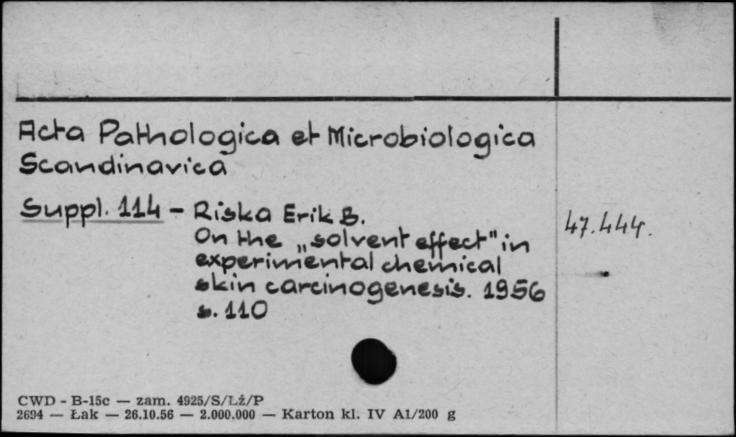 Acta Pathologica et Microbiologica
Scandinavica
Suppl. 114 - Riska Erik B.
On the „solvent effect" in
experimental chemical
skin carcinogenesis. 1956
s. 110
47.444.
CWD - B-15c — zam. 4925/S/Lż/P
2694 — Łak — 26.10.56 — 2.000.000 — Karton kl. IV A1/200 g